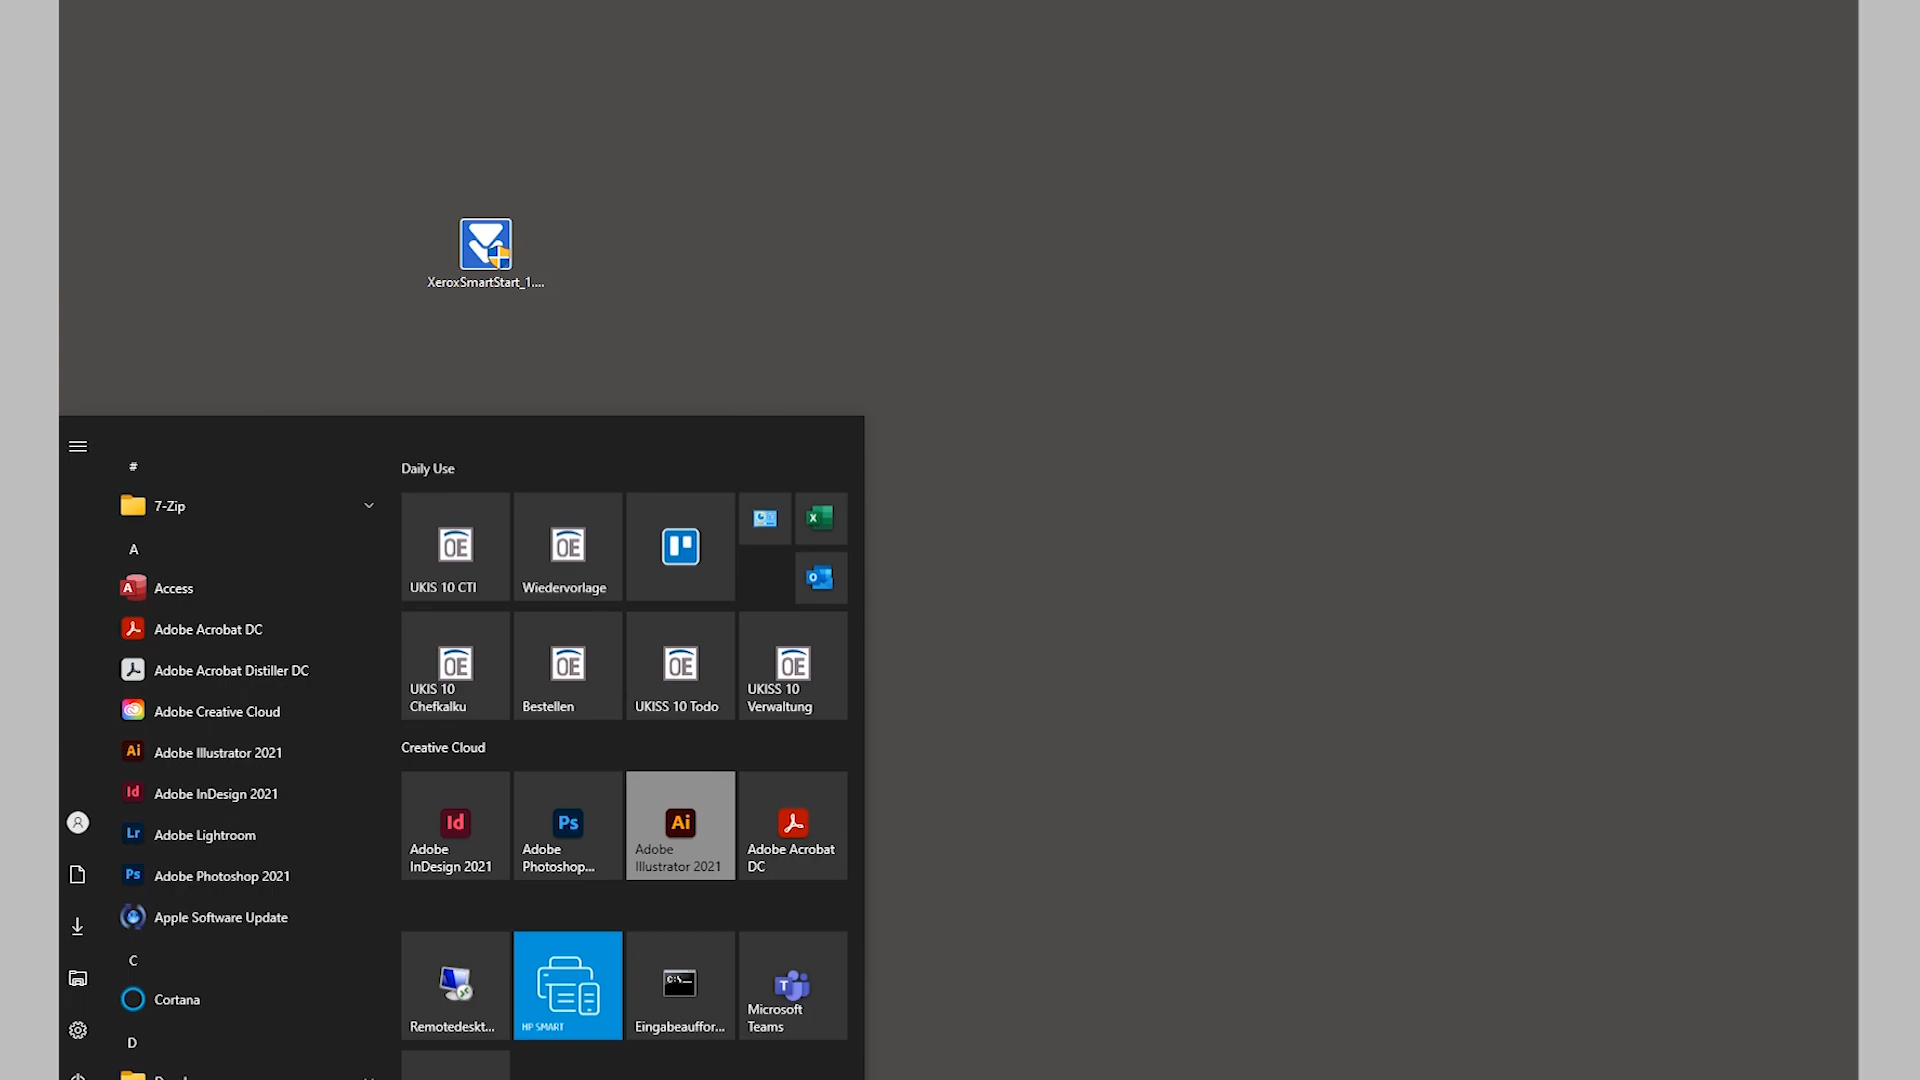 XeroxSmartStart_1....
#
7-Zip
A
Access
Adobe Acrobat DC
Adobe Acrobat Distiller DC
Adobe Creative Cloud
Adobe Illustrator 2021
Adobe InDesign 2021
Adobe Lightroom
Adobe Photoshop 2021
Apple Software Update
C
Cortana
D
Daily Use
UKIS 10 CTI
Wiedervorlage
UKIS 10
Chefkalku
Bestellen
UKISS 10 Todo
UKISS 10
Verwaltung
Creative Cloud
Adobe
InDesign 2021
Adobe
Photoshop...
Adobe
Illustrator 2021
Adobe Acrobat
DC
Remotedeskt...
HP SMART
Eingabeauffor...
Microsoft
Teams